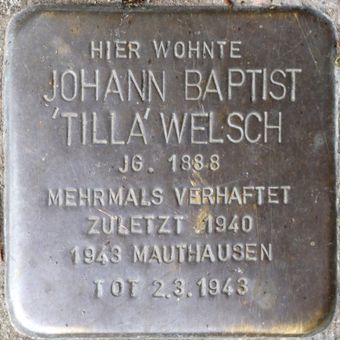 HIER WOHNTE
JOHANN BAPTIST
'TILLA' WELSCH
JG. 1888
MEHRMALS VERHAFTET
ZULETZT 1940
1943 MAUTHAUSEN
TOT 2.3.1943